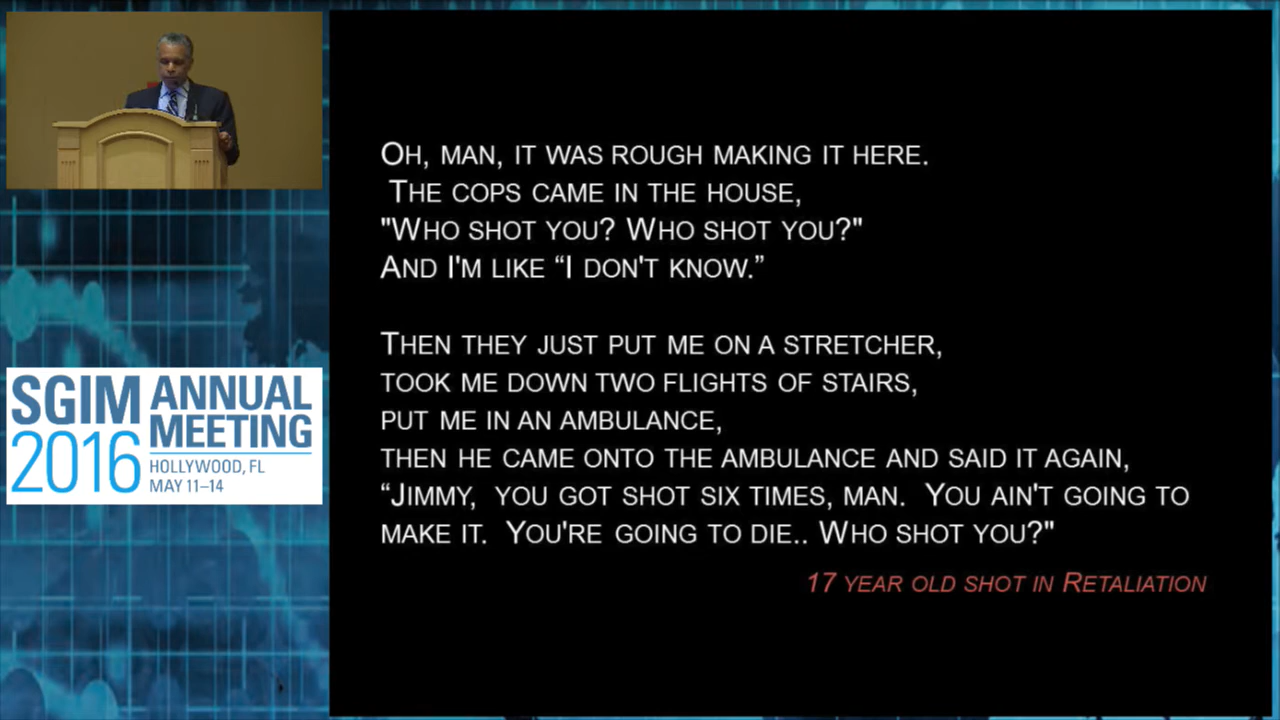 OH, MAN, IT WAS ROUGH MAKING IT HERE.
THE COPS CAME IN THE HOUSE,
"WHO SHOT YOU? WHO SHOT YOU?"
AND I'M LIKE “I DON'T KNOW.”
THEN THEY JUST PUT ME ON A STRETCHER,
TOOK ME DOWN TWO FLIGHTS OF STAIRS,
PUT ME IN AN AMBULANCE,
THEN HE CAME ONTO THE AMBULANCE AND SAID IT AGAIN,
“JIMMY, YOU GOT SHOT SIX TIMES, MAN. YOU AIN'T GOING TO
MAKE IT. YOU'RE GOING TO DIE.. WHO SHOT YOU?"
17 YEAR OLD SHOT IN RETALIATION
SGIM ANNUAL
2016 MEETING
HOLLYWOOD, FL
MAY 11–14